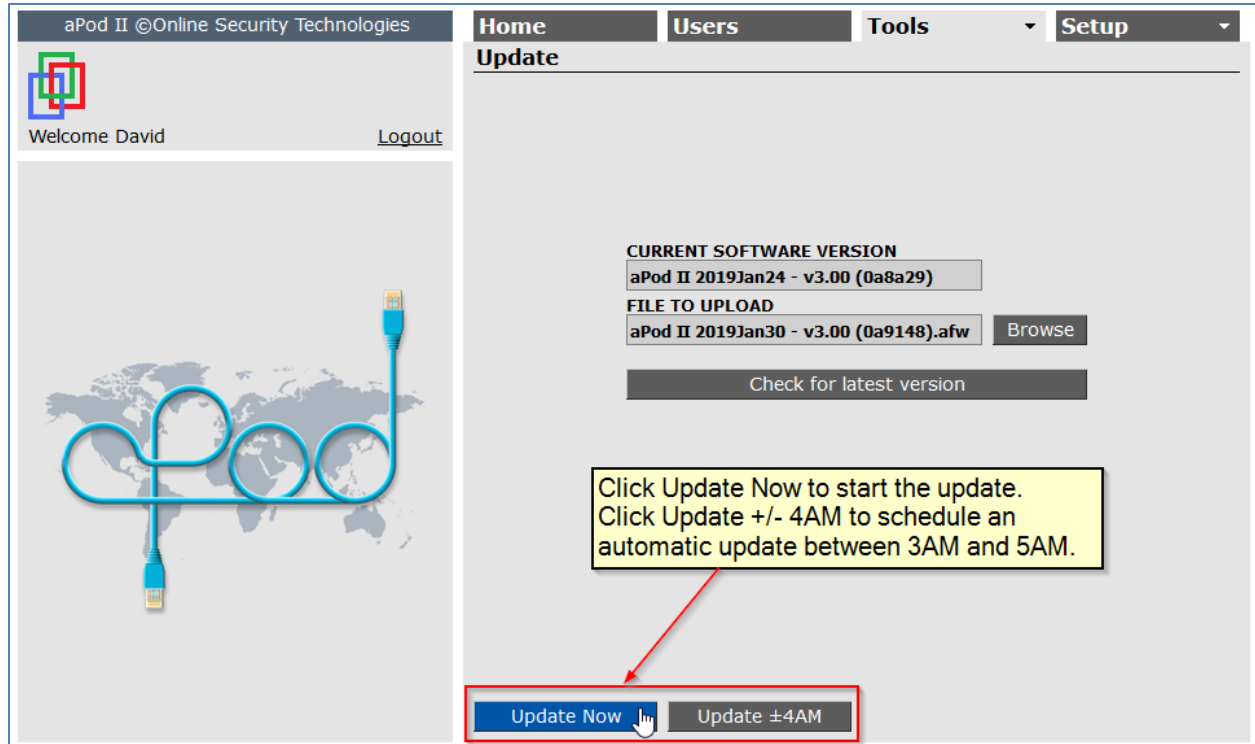 aPod II ©Online Security Technologies
Welcome David
Logout
aPod
Home
Users
Tools
Setup
Update
CURRENT SOFTWARE VERSION
aPod II 2019Jan24 - v3.00 (0a8a29)
FILE TO UPLOAD
aPod II 2019Jan30 - v3.00 (0a9148).afw
Browse
Check for latest version
Click Update Now to start the update.
Click Update +/- 4AM to schedule an
automatic update between 3AM and 5AM.
Update Now
Update ±4AM